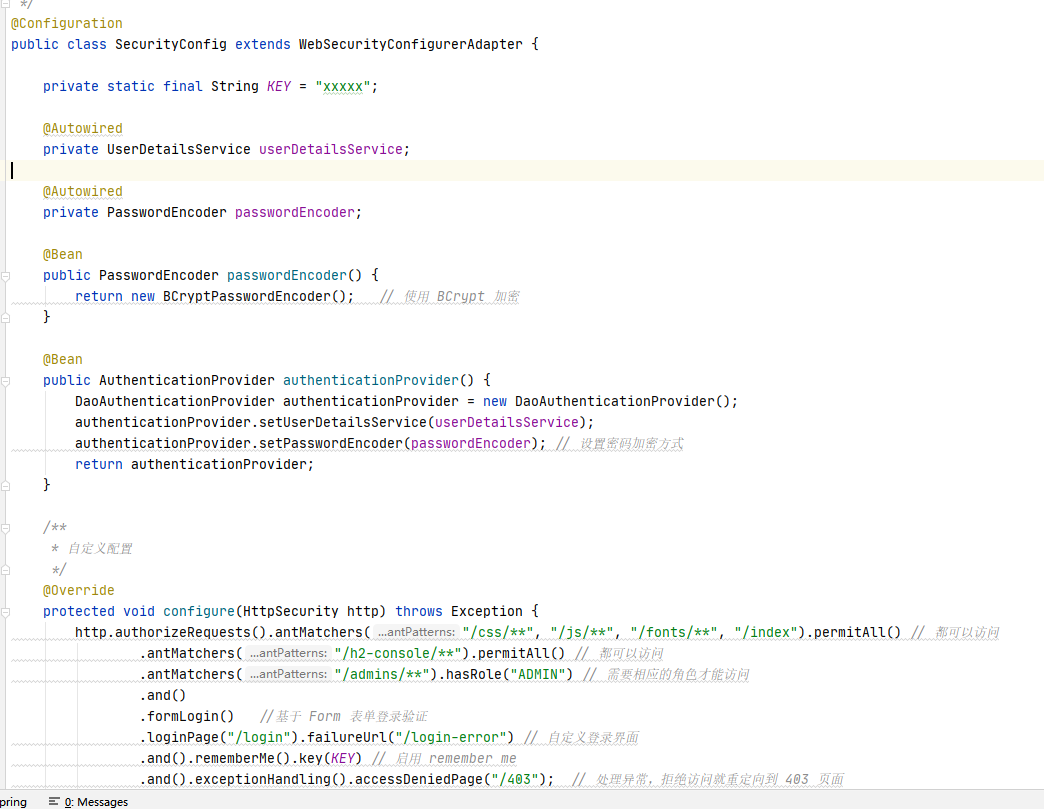 */
@Configuration
public class SecurityConfig extends WebSecurityConfigurerAdapter {
private static final String KEY = "xxxxx";
@Autowired
private UserDetailsService userDetailsService;
@Autowired
private PasswordEncoder passwordEncoder;
@Bean
public PasswordEncoder passwordEncoder() {
return new BCryptPasswordEncoder();   // 使用 BCrypt 加密
}
@Bean
public AuthenticationProvider authenticationProvider() {
DaoAuthenticationProvider authenticationProvider = new DaoAuthenticationProvider();
authenticationProvider.setUserDetailsService(userDetailsService);
authenticationProvider.setPasswordEncoder(passwordEncoder); // 设置密码加密方式
return authenticationProvider;
}
/**
* 自定义配置
*/
@Override
protected void configure(HttpSecurity http) throws Exception {
http.authorizeRequests().antMatchers( ...antPatterns: "/css/**", "/js/**", "/fonts/**", "/index").permitAll() // 都可以访问
.antMatchers( ...antPatterns: "/h2-console/**").permitAll() // 都可以访问
.antMatchers( ...antPatterns: "/admins/**").hasRole("ADMIN") // 需要相应的角色才能访问
.and()
.formLogin()   //基于 Form 表单登录验证
.loginPage("/login").failureUrl("/login-error") // 自定义登录界面
.and().rememberMe().key(KEY) // 启用 remember me
.and().exceptionHandling().accessDeniedPage("/403");  // 处理异常，拒绝访问就重定向到 403 页面
pring
0: Messages